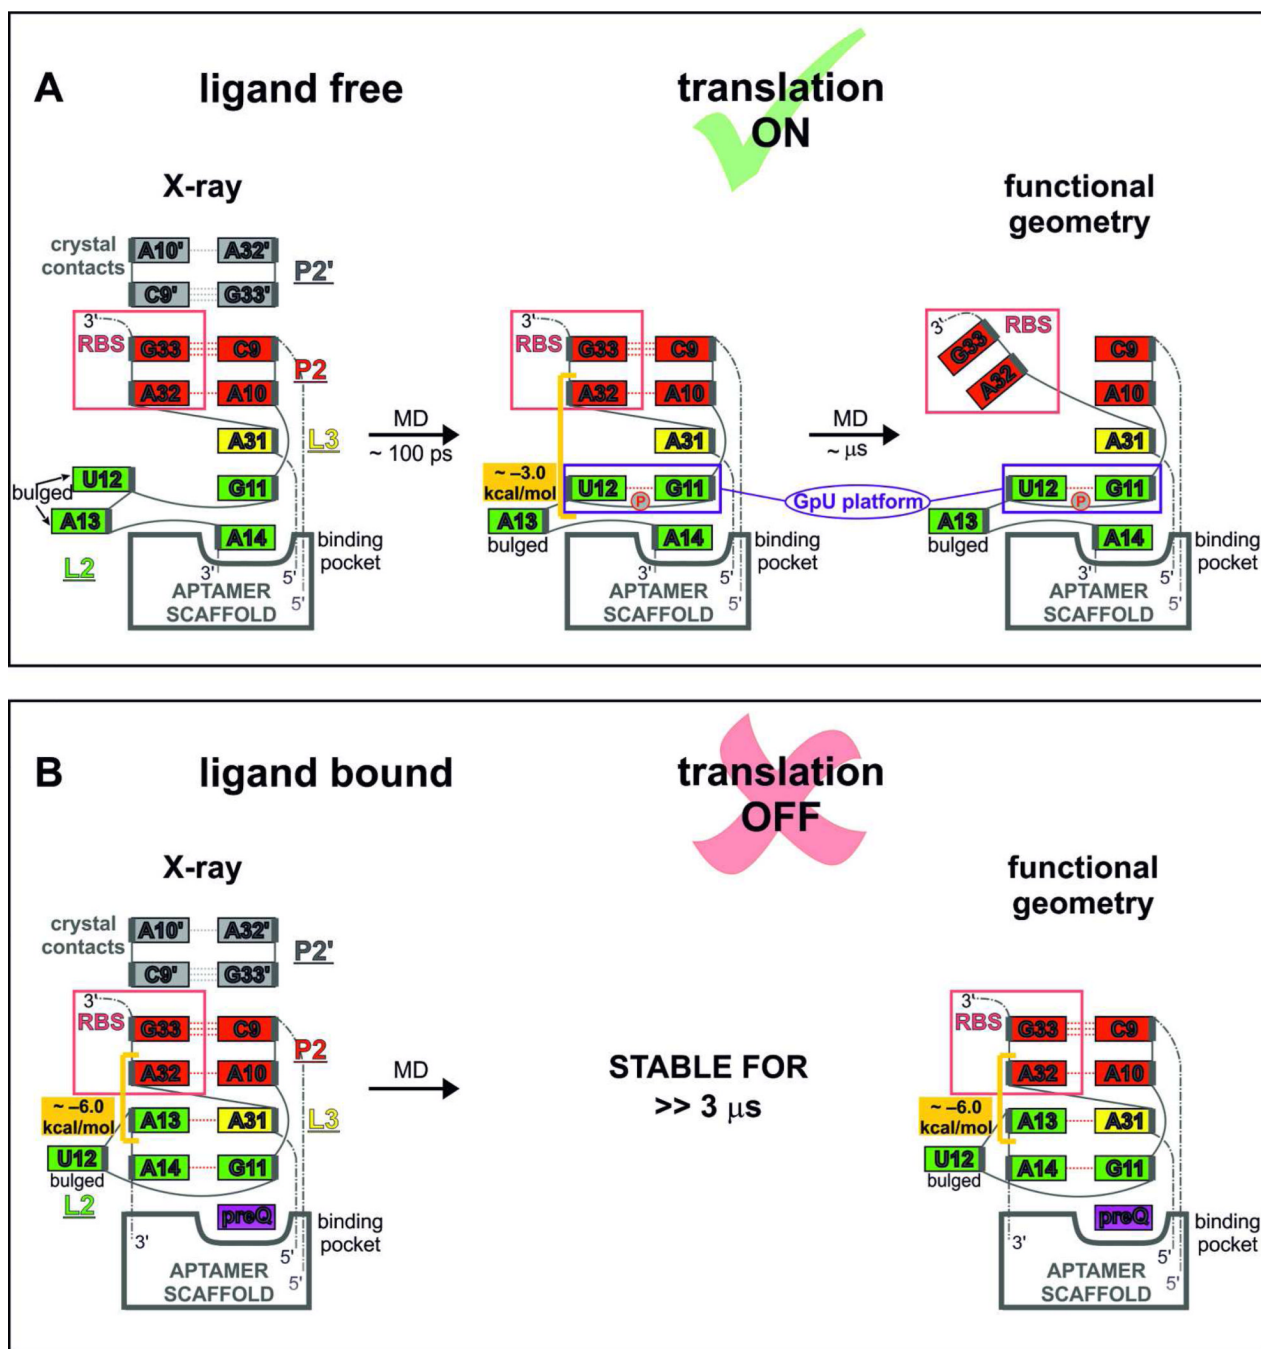 A
ligand free
translation
ON
X-ray
functional
geometry
crystal
contacts
A10' A32'
C9' G33'
P2'
3'
RBS
G33 C9
A32 A10
P2
A31
L3
bulged
U12
G11
A13
A14
L2
binding
pocket
3'
5'
5'
APTAMER
SCAFFOLD
MD
~ 100 ps
3'
RBS
G33 C9
A32 A10
A31
~ –3.0
kcal/mol
U12 P G11
A13
bulged
A14
binding
pocket
3'
5'
5'
APTAMER
SCAFFOLD
GpU platform
MD
~ μs
3'
RBS
G33
A32
C9
A10
A31
U12 P G11
A13
bulged
A14
binding
pocket
3'
5'
5'
APTAMER
SCAFFOLD
B
ligand bound
translation
OFF
X-ray
functional
geometry
crystal
contacts
A10' A32'
C9' G33'
P2'
3'
RBS
G33 C9
A32 A10
P2
~ –6.0
kcal/mol
A13 A31
L3
U12
bulged
A14 G11
L2
preQ
binding
pocket
3'
5'
5'
APTAMER
SCAFFOLD
MD
STABLE FOR
>> 3 μs
3'
RBS
G33 C9
A32 A10
~ –6.0
kcal/mol
A13 A31
U12
bulged
A14 G11
preQ
binding
pocket
3'
5'
5'
APTAMER
SCAFFOLD